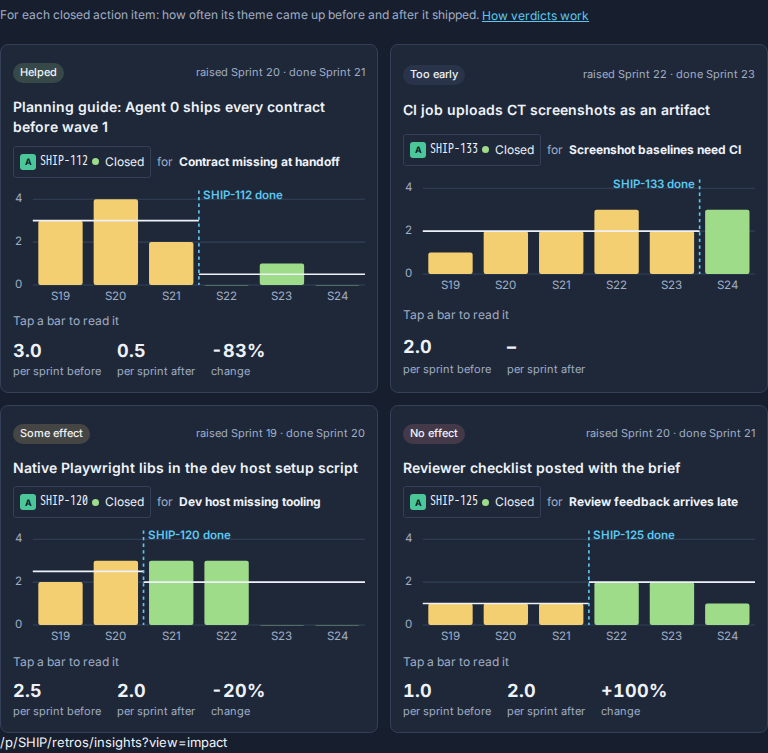 For each closed action item: how often its theme came up before and after it shipped. How verdicts work
Helped
raised Sprint 20 · done Sprint 21
Planning guide: Agent 0 ships every contract
before wave 1
A SHIP-112 Closed for Contract missing at handoff
SHIP-112 done
4
2
0
S19 S20 S21 S22 S23 S24
Tap a bar to read it
3.0 0.5 -83%
per sprint before per sprint after change
Too early
raised Sprint 22 · done Sprint 23
CI job uploads CT screenshots as an artifact
A SHIP-133 Closed for Screenshot baselines need CI
SHIP-133 done
4
2
0
S19 S20 S21 S22 S23 S24
Tap a bar to read it
2.0 –
per sprint before per sprint after
Some effect
raised Sprint 19 · done Sprint 20
Native Playwright libs in the dev host setup script
A SHIP-120 Closed for Dev host missing tooling
SHIP-120 done
4
2
0
S19 S20 S21 S22 S23 S24
Tap a bar to read it
2.5 2.0 -20%
per sprint before per sprint after change
No effect
raised Sprint 20 · done Sprint 21
Reviewer checklist posted with the brief
A SHIP-125 Closed for Review feedback arrives late
SHIP-125 done
4
2
0
S19 S20 S21 S22 S23 S24
Tap a bar to read it
1.0 2.0 +100%
per sprint before per sprint after change
/p/SHIP/retros/insights?view=impact